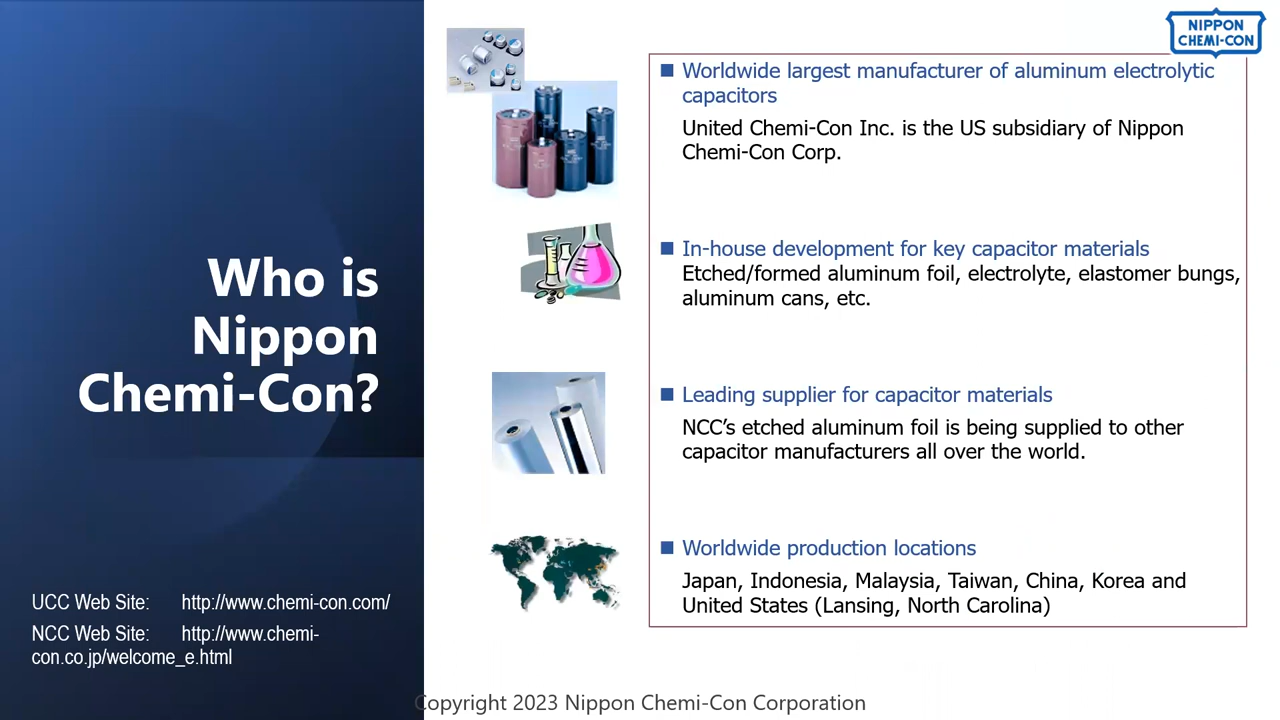 Who is
Nippon
Chemi-Con?
UCC Web Site: http://www.chemi-con.com/
NCC Web Site: http://www.chemi-
con.co.jp/welcome_e.html
NIPPON
CHEMI-CON
■ Worldwide largest manufacturer of aluminum electrolytic
capacitors
United Chemi-Con Inc. is the US subsidiary of Nippon
Chemi-Con Corp.
■ In-house development for key capacitor materials
Etched/formed aluminum foil, electrolyte, elastomer bungs,
aluminum cans, etc.
■ Leading supplier for capacitor materials
NCC’s etched aluminum foil is being supplied to other
capacitor manufacturers all over the world.
■ Worldwide production locations
Japan, Indonesia, Malaysia, Taiwan, China, Korea and
United States (Lansing, North Carolina)
Copyright 2023 Nippon Chemi-Con Corporation